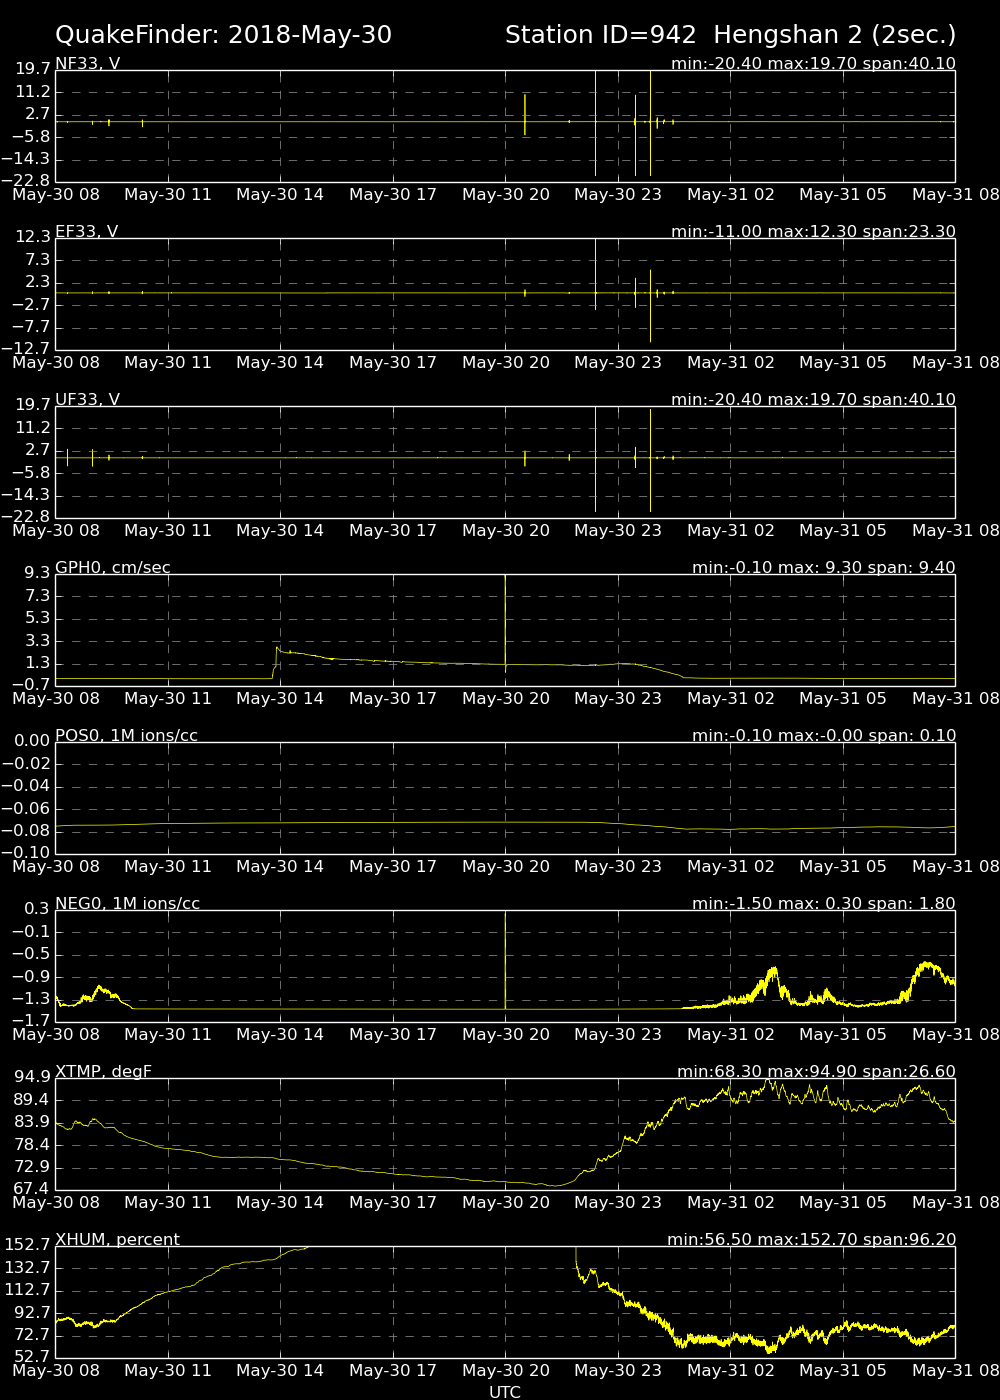 QuakeFinder: 2018-May-30 Station ID=942 Hengshan 2 (2sec.)
NF33, V min:-20.40 max:19.70 span:40.10
19.7
11.2
2.7
−5.8
−14.3
−22.8
May-30 08 May-30 11 May-30 14 May-30 17 May-30 20 May-30 23 May-31 02 May-31 05 May-31 08
EF33, V min:-11.00 max:12.30 span:23.30
12.3
7.3
2.3
−2.7
−7.7
−12.7
May-30 08 May-30 11 May-30 14 May-30 17 May-30 20 May-30 23 May-31 02 May-31 05 May-31 08
UF33, V min:-20.40 max:19.70 span:40.10
19.7
11.2
2.7
−5.8
−14.3
−22.8
May-30 08 May-30 11 May-30 14 May-30 17 May-30 20 May-30 23 May-31 02 May-31 05 May-31 08
GPH0, cm/sec min:-0.10 max: 9.30 span: 9.40
9.3
7.3
5.3
3.3
1.3
−0.7
May-30 08 May-30 11 May-30 14 May-30 17 May-30 20 May-30 23 May-31 02 May-31 05 May-31 08
POS0, 1M ions/cc min:-0.10 max:-0.00 span: 0.10
0.00
−0.02
−0.04
−0.06
−0.08
−0.10
May-30 08 May-30 11 May-30 14 May-30 17 May-30 20 May-30 23 May-31 02 May-31 05 May-31 08
NEG0, 1M ions/cc min:-1.50 max: 0.30 span: 1.80
0.3
−0.1
−0.5
−0.9
−1.3
−1.7
May-30 08 May-30 11 May-30 14 May-30 17 May-30 20 May-30 23 May-31 02 May-31 05 May-31 08
XTMP, degF min:68.30 max:94.90 span:26.60
94.9
89.4
83.9
78.4
72.9
67.4
May-30 08 May-30 11 May-30 14 May-30 17 May-30 20 May-30 23 May-31 02 May-31 05 May-31 08
XHUM, percent min:56.50 max:152.70 span:96.20
152.7
132.7
112.7
92.7
72.7
52.7
May-30 08 May-30 11 May-30 14 May-30 17 May-30 20 May-30 23 May-31 02 May-31 05 May-31 08
UTC